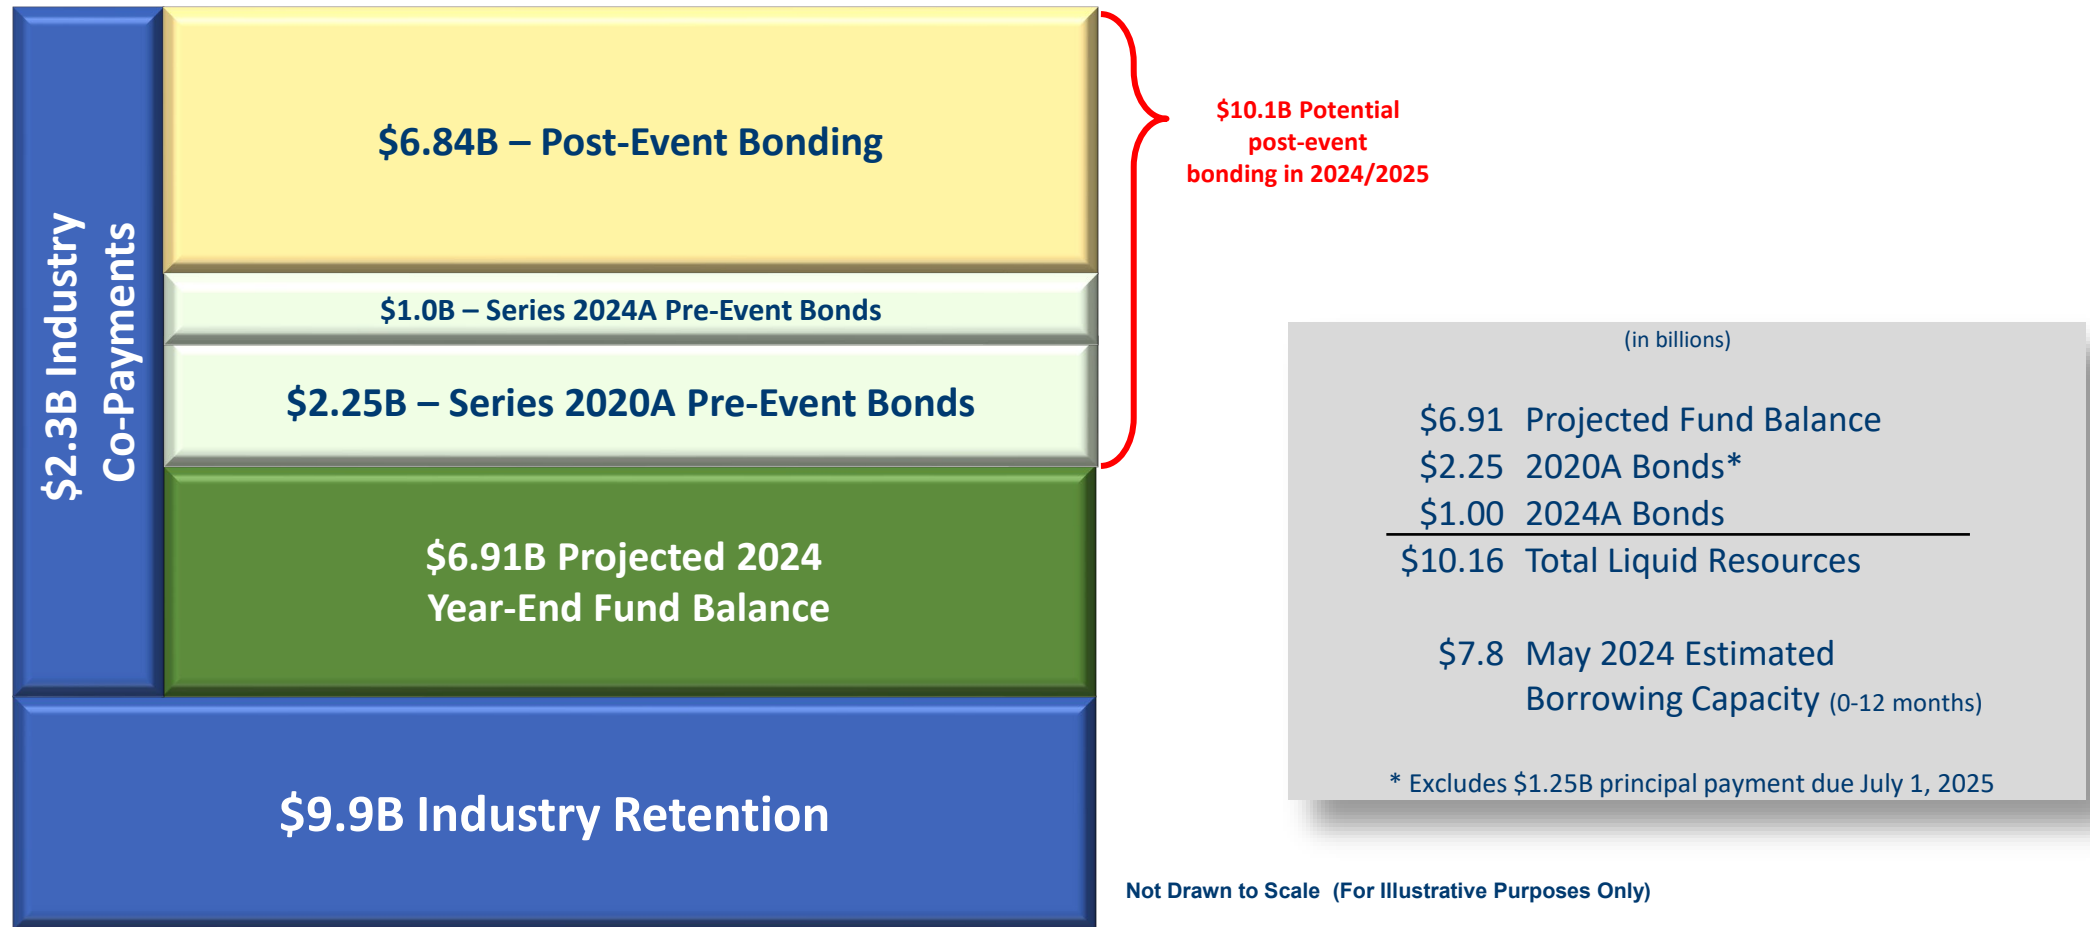 $2.3B Industry
Co-Payments
$6.84B – Post-Event Bonding
$1.0B – Series 2024A Pre-Event Bonds
$2.25B – Series 2020A Pre-Event Bonds
$6.91B Projected 2024
Year-End Fund Balance
$9.9B Industry Retention
$10.1B Potential
post-event
bonding in 2024/2025
(in billions)
$6.91 Projected Fund Balance
$2.25 2020A Bonds*
$1.00 2024A Bonds
$10.16 Total Liquid Resources
$7.8 May 2024 Estimated
Borrowing Capacity (0-12 months)
* Excludes $1.25B principal payment due July 1, 2025
Not Drawn to Scale (For Illustrative Purposes Only)